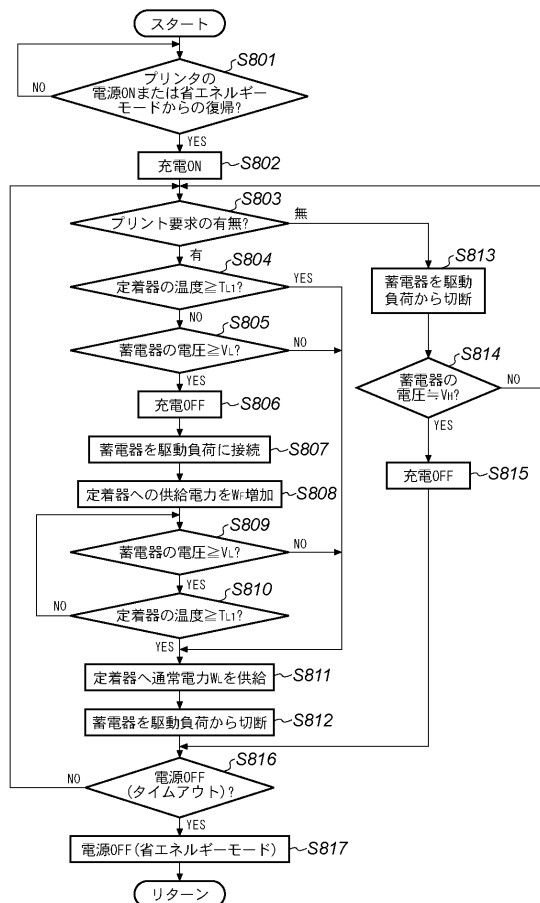 スタート
S801
プリンタの
電源ONまたは省エネルギー
モードからの復帰?
NO
YES
S802
充電ON
S803
プリント要求の有無?
無
有
S804
定着器の温度≧TL1?
YES
NO
S805
蓄電器の電圧≧VL?
NO
YES
充電OFF
S806
蓄電器を駆動負荷に接続
S807
定着器への供給電力をWF増加
S808
S809
蓄電器の電圧≧VL?
NO
YES
S810
NO
定着器の温度≧TL1?
YES
定着器へ通常電力WLを供給
S811
蓄電器を駆動負荷から切断
S812
S813
蓄電器を駆動
負荷から切断
S814
蓄電器の
電圧≒VH?
NO
YES
充電OFF
S815
S816
NO
電源OFF
(タイムアウト)?
YES
電源OFF(省エネルギーモード)
S817
リターン